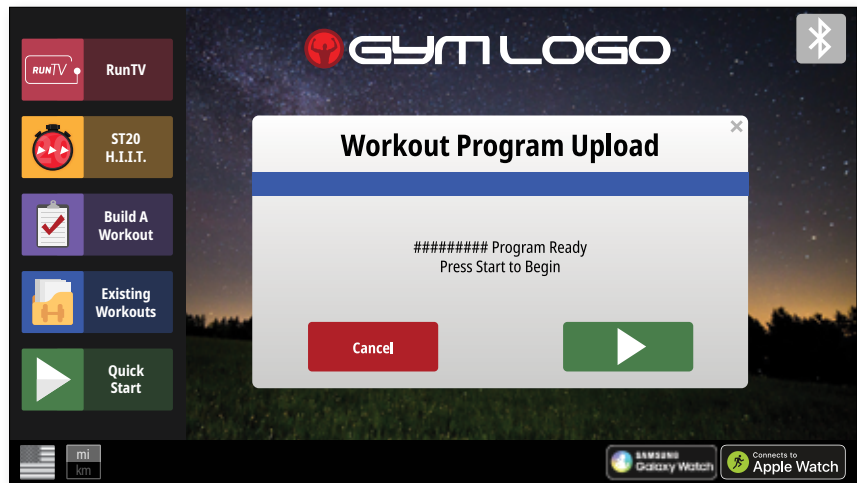 GYM LOGO
RUNTV
RunTV
ST20
H.I.I.T.
Build A
Workout
Existing
Workouts
Quick
Start
Workout Program Upload
######### Program Ready
Press Start to Begin
Cancel
mi
km
SAMSUNG
Galaxy Watch
Connects to
Apple Watch